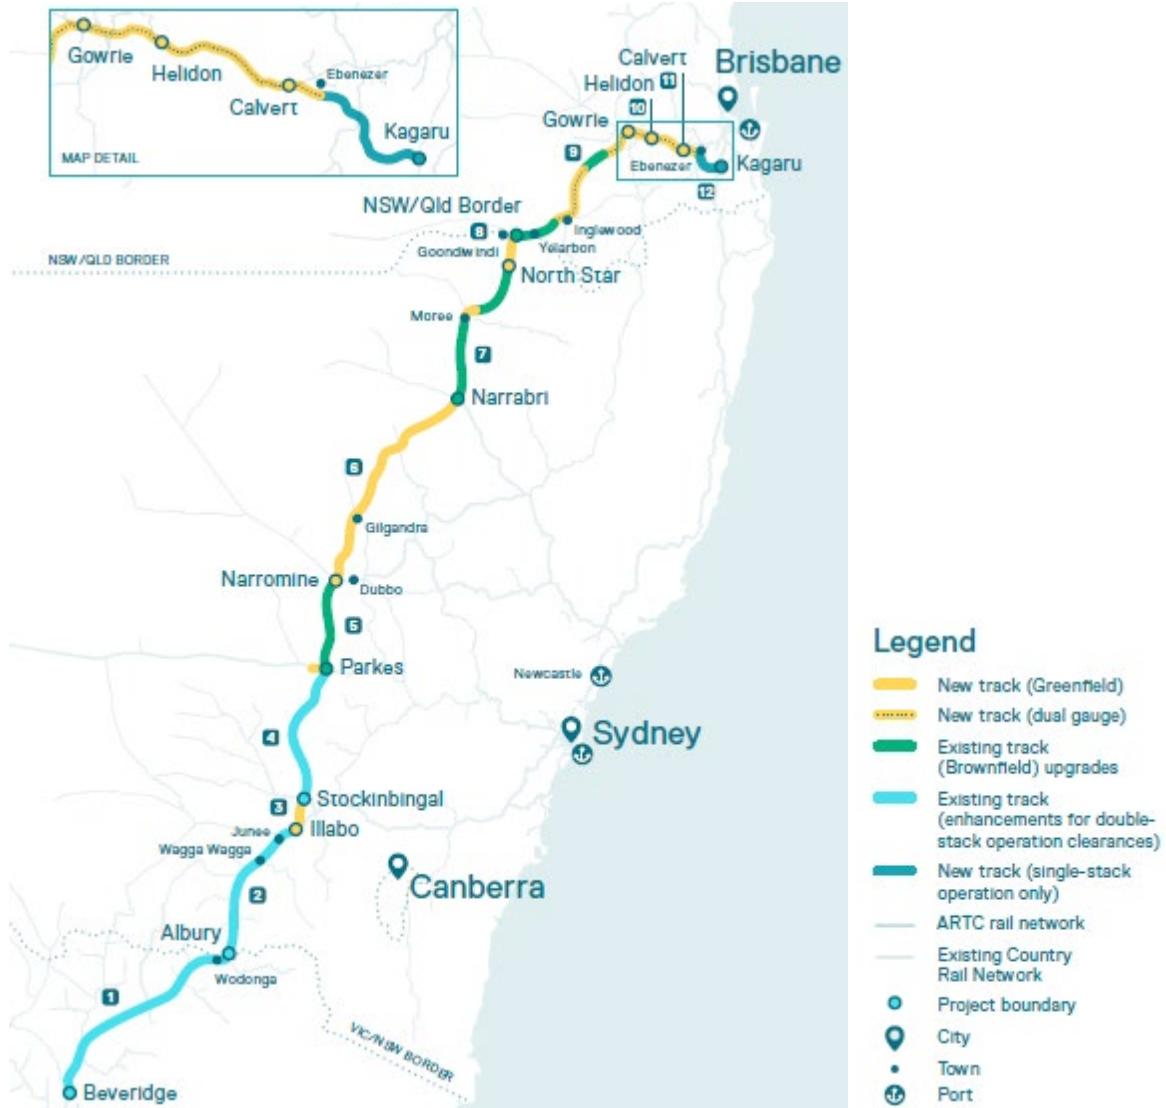 Gowrie
Helidon
Calvert
Ebenezer
Kagaru
MAP DETAIL
Brisbane
Calvert
11
Helidon
10
Gowrie
9
Ebenezer
Kagaru
12
NSW/Qld Border
8
Inglewood
Yelarbon
Goondiwindi
NSW/QLD BORDER
North Star
Moree
7
Narrabri
6
Gilgandra
Narromine
Dubbo
5
Parkes
Newcastle
Sydney
4
Stockinbingal
3
Illabo
Junee
Wagga Wagga
2
Canberra
Albury
Wodonga
1
VIC/NSW BORDER
Beveridge
Legend
New track (Greenfield)
New track (dual gauge)
Existing track
(Brownfield) upgrades
Existing track
(enhancements for double-
stack operation clearances)
New track (single-stack
operation only)
ARTC rail network
Existing Country
Rail Network
Project boundary
City
Town
Port